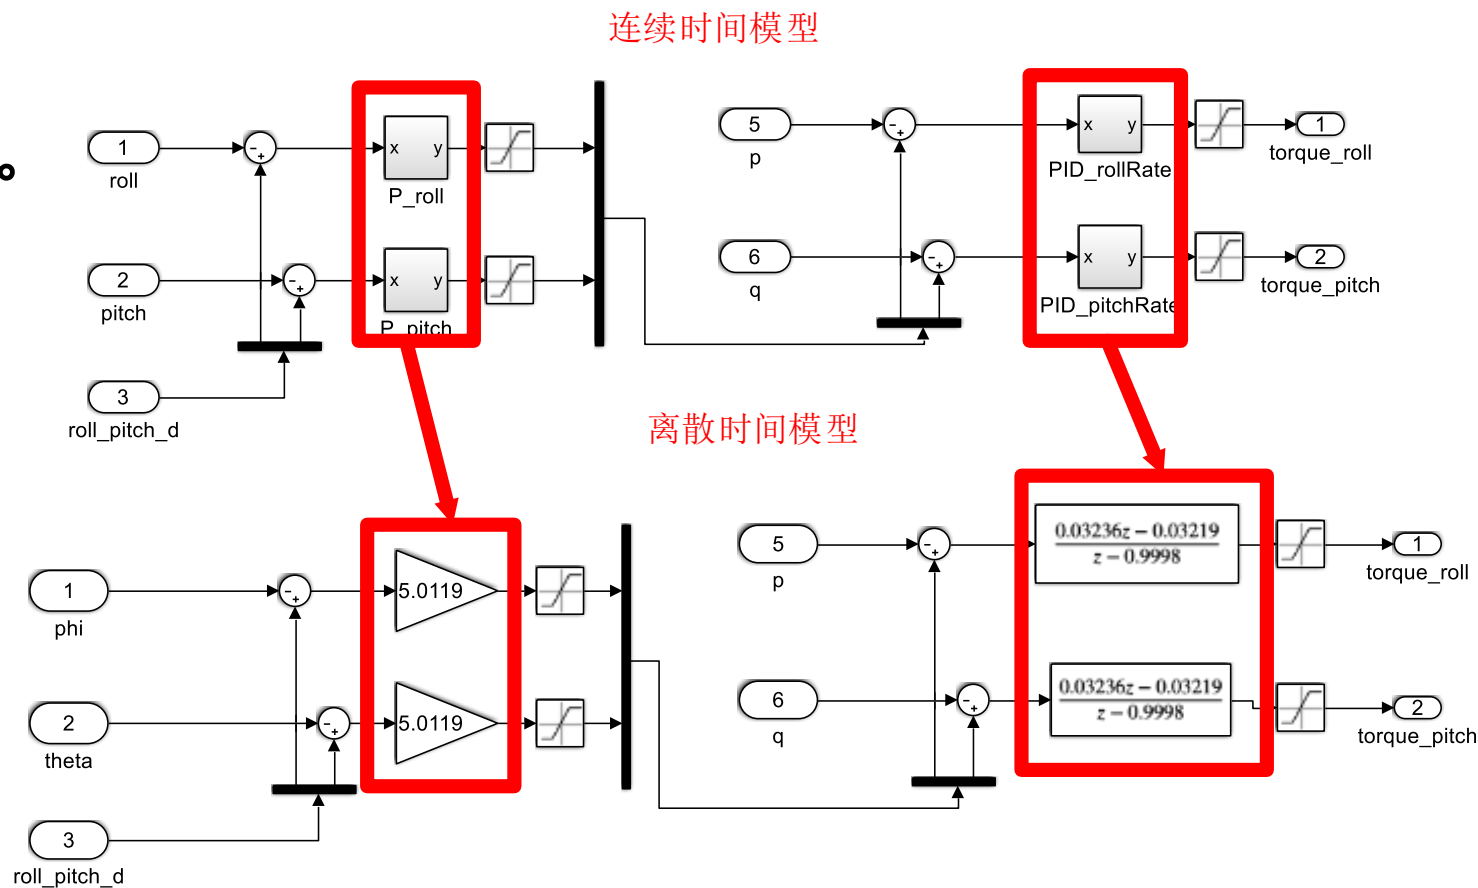 连续时间模型
1
roll
2
pitch
3
roll_pitch_d
- +
- +
x y
P_roll
x y
P_pitch
5
p
6
q
- +
- +
x y
PID_rollRate
x y
PID_pitchRate
1
torque_roll
2
torque_pitch
离散时间模型
1
phi
2
theta
3
roll_pitch_d
- +
- +
5.0119
5.0119
5
p
6
q
- +
- +
0.03236z − 0.03219
z − 0.9998
0.03236z − 0.03219
z − 0.9998
1
torque_roll
2
torque_pitch